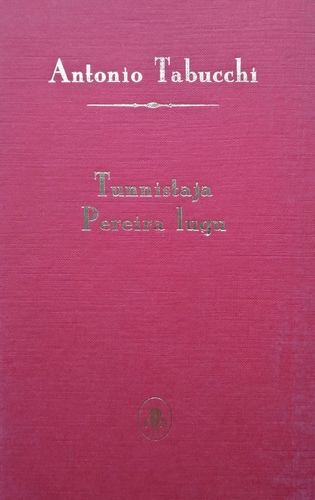 Antonio Tabucchi
Tunnistaja
Pereira lugu